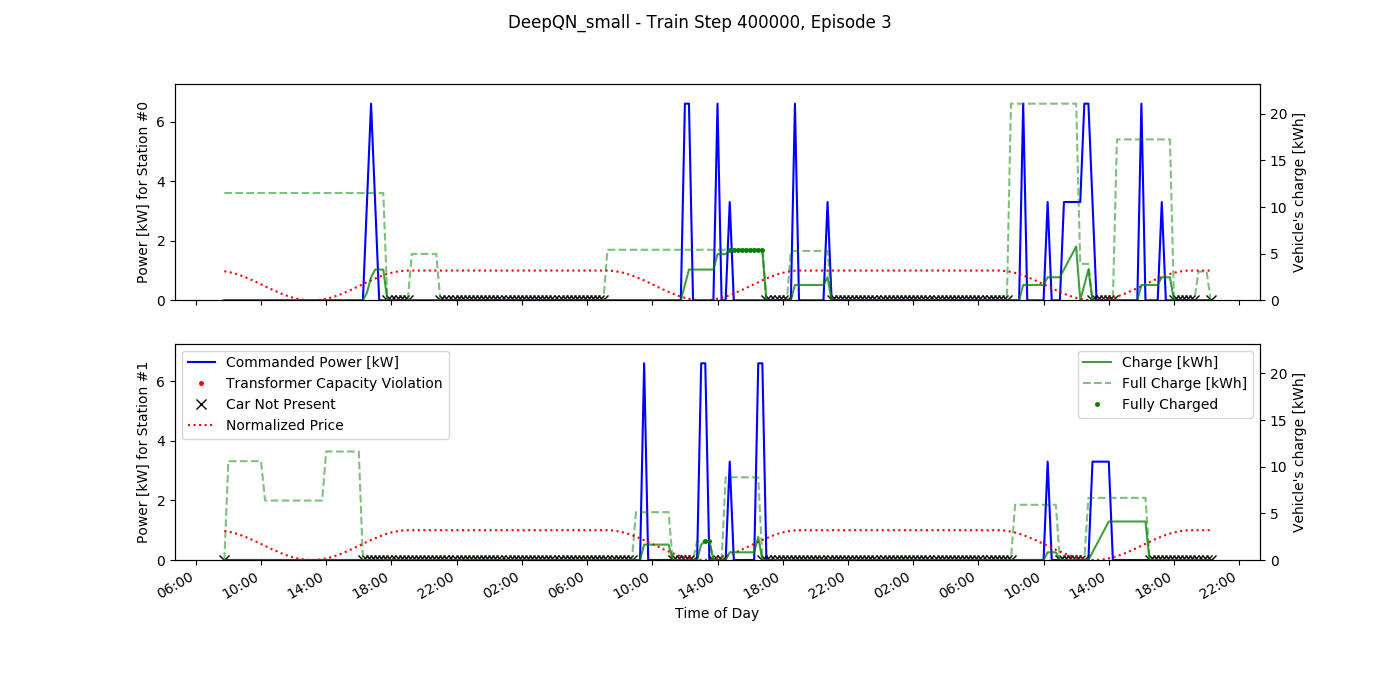 DeepQN_small - Train Step 400000, Episode 3
Power [kW] for Station #0
6
4
2
0
20
15
10
5
0
Vehicle's charge [kWh]
Power [kW] for Station #1
6
4
2
0
Commanded Power [kW]
Transformer Capacity Violation
Car Not Present
Normalized Price
Charge [kWh]
Full Charge [kWh]
Fully Charged
20
15
10
5
0
Vehicle's charge [kWh]
06:00 10:00 14:00 18:00 22:00 02:00 06:00 10:00 14:00 18:00 22:00 02:00 06:00 10:00 14:00 18:00 22:00
Time of Day